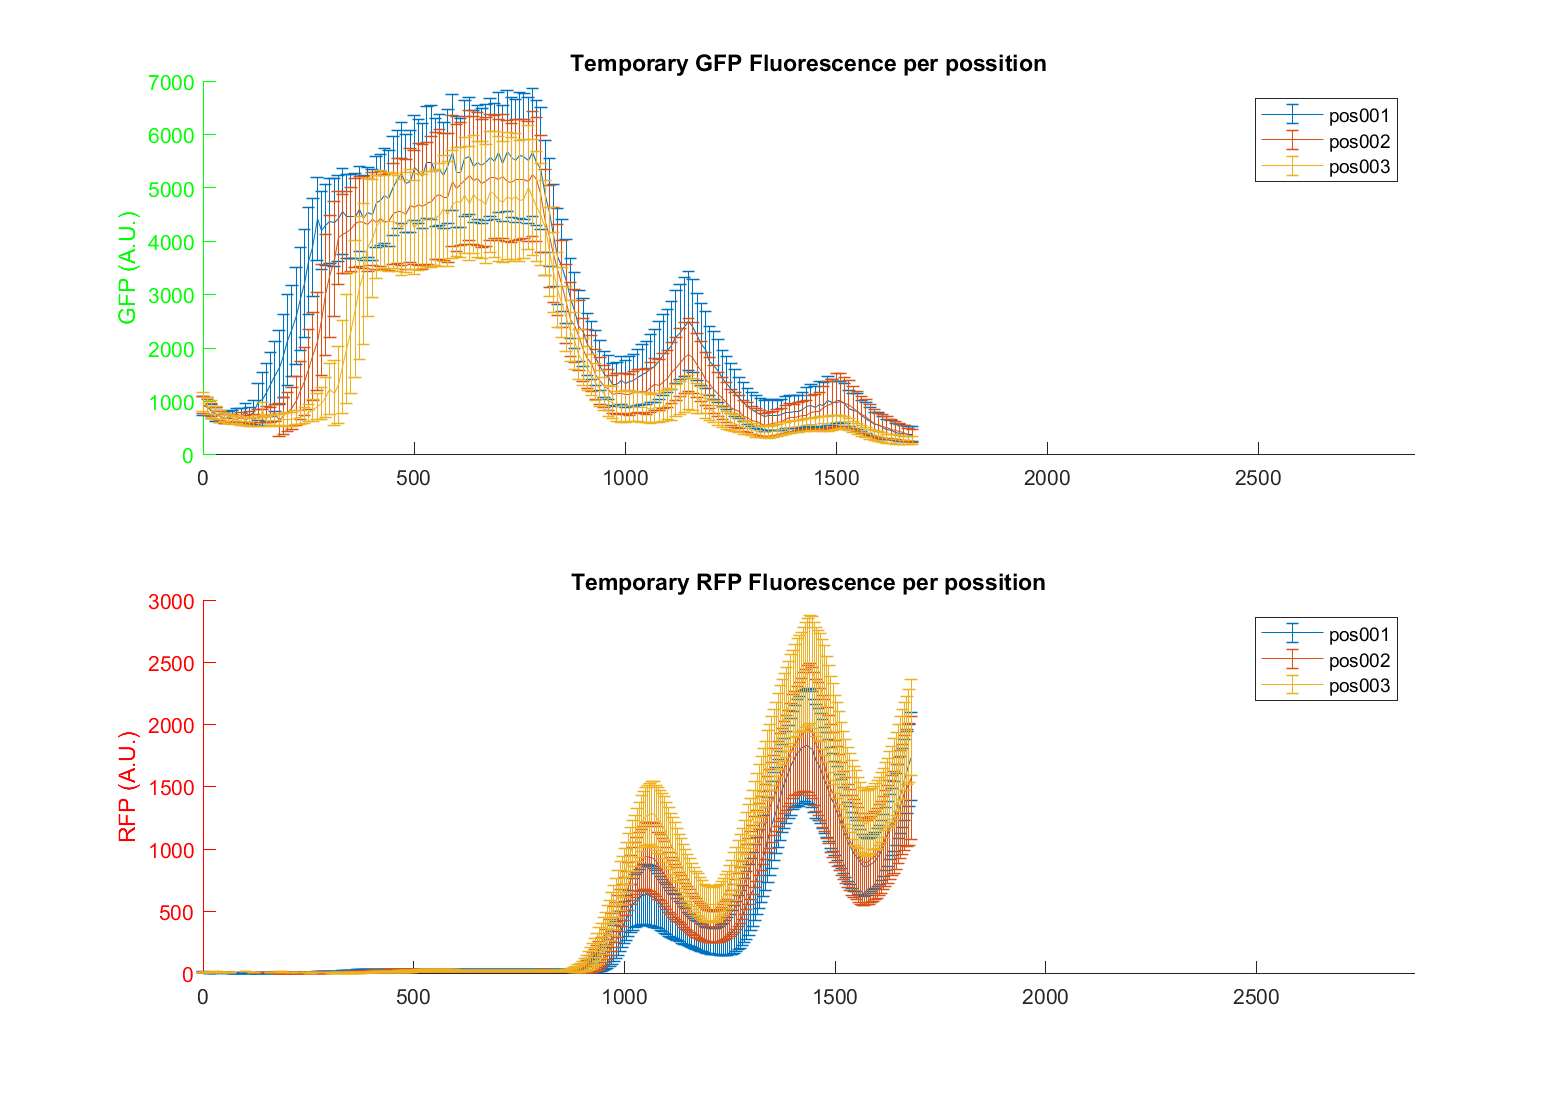 Temporary GFP Fluorescence per possition
7000
6000
5000
4000
3000
2000
1000
0
GFP (A.U.)
0 500 1000 1500 2000 2500
pos001
pos002
pos003
Temporary RFP Fluorescence per possition
3000
2500
2000
1500
1000
500
0
RFP (A.U.)
0 500 1000 1500 2000 2500
pos001
pos002
pos003